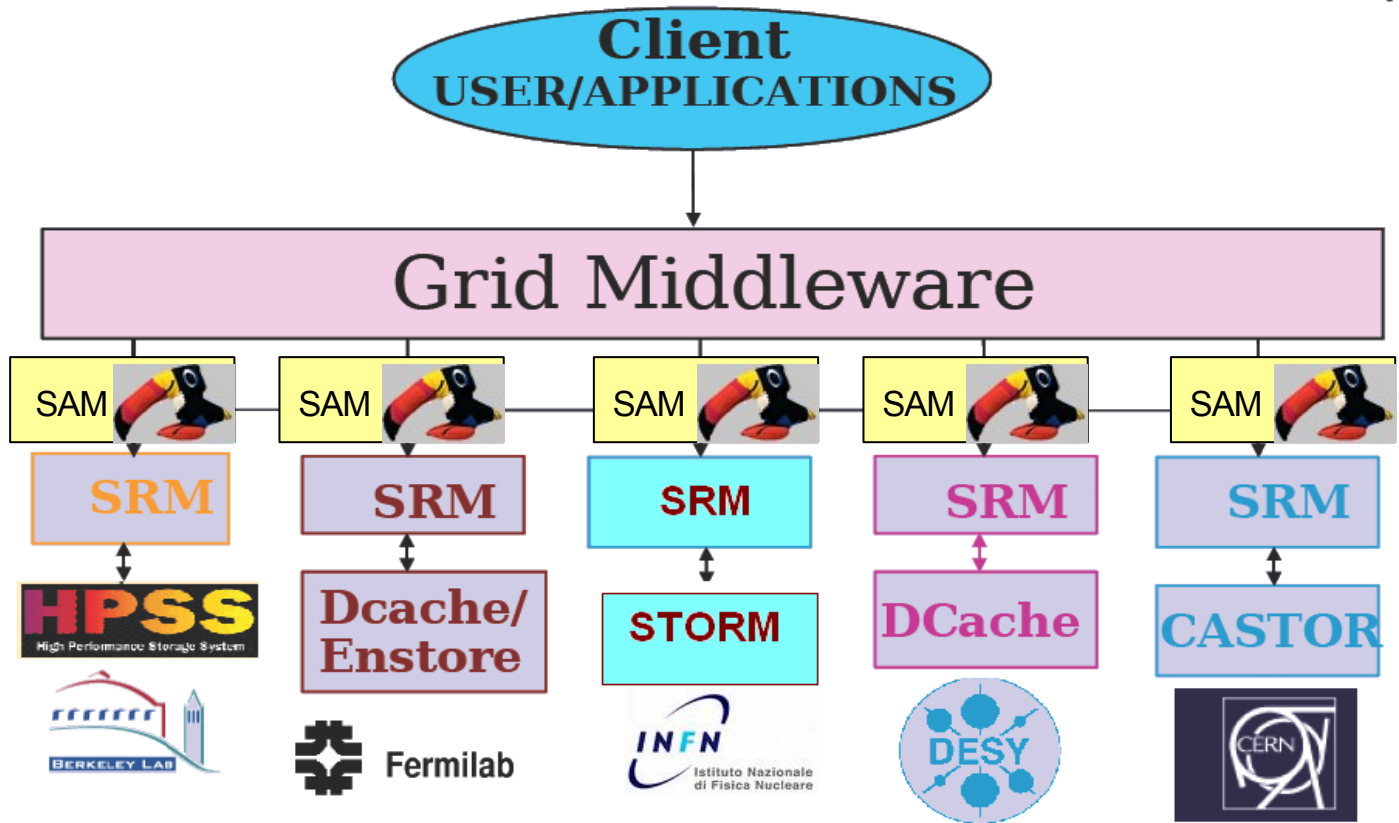 Client
USER/APPLICATIONS
Grid Middleware
SAM
SAM
SAM
SAM
SAM
SRM
SRM
SRM
SRM
SRM
HPSS
High Performance Storage System
Dcache/
Enstore
STORM
DCache
CASTOR
BERKELEY LAB
Fermilab
INFN
Istituto Nazionale
di Fisica Nucleare
DESY
CERN